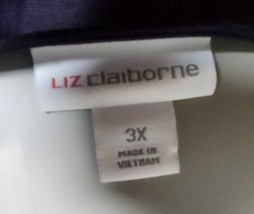 LIZ claiborne
3X
MADE IN
VIETNAM